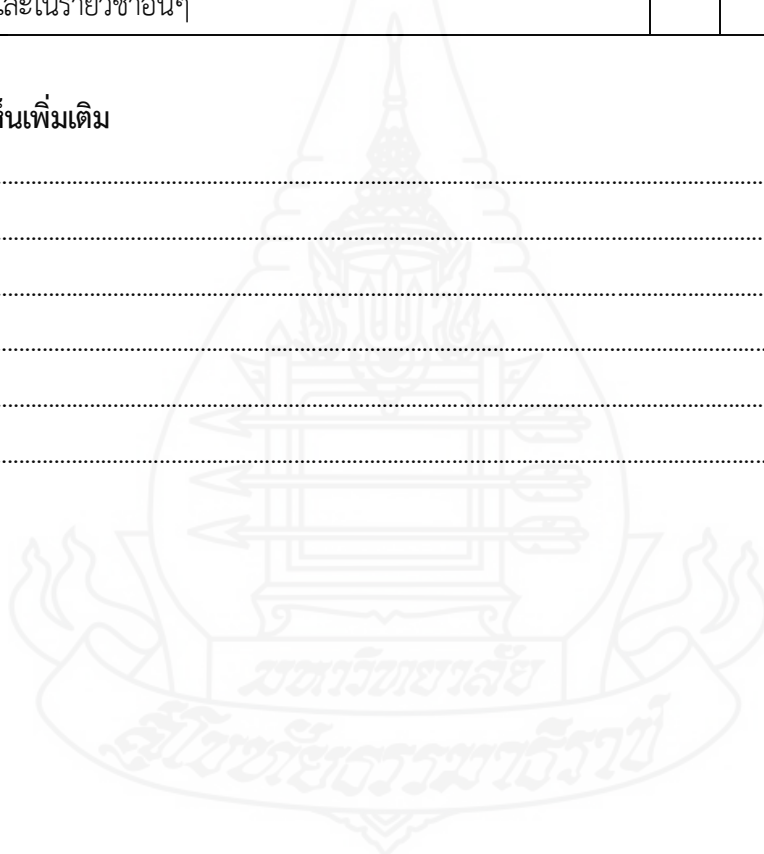 ละในรายวิชาอื่นๆ
ห็นเพิ่มเติม
มหาวิทยาลัย
สุโขทัยธรรมาธิราช